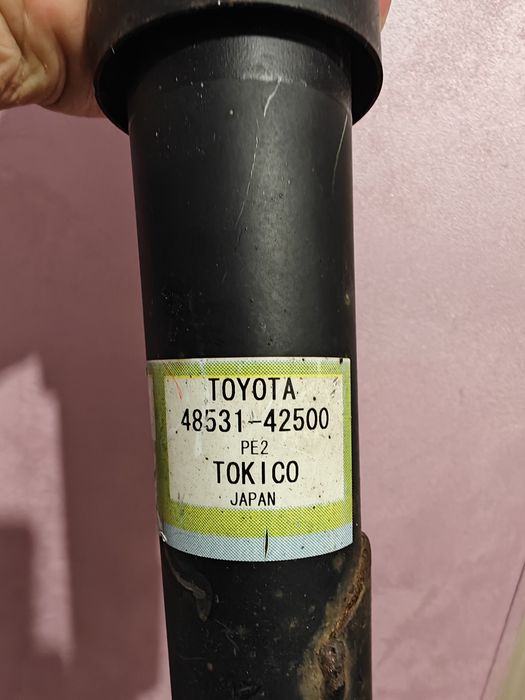 TOYOTA
48531-42500
PE2
TOKICO
JAPAN